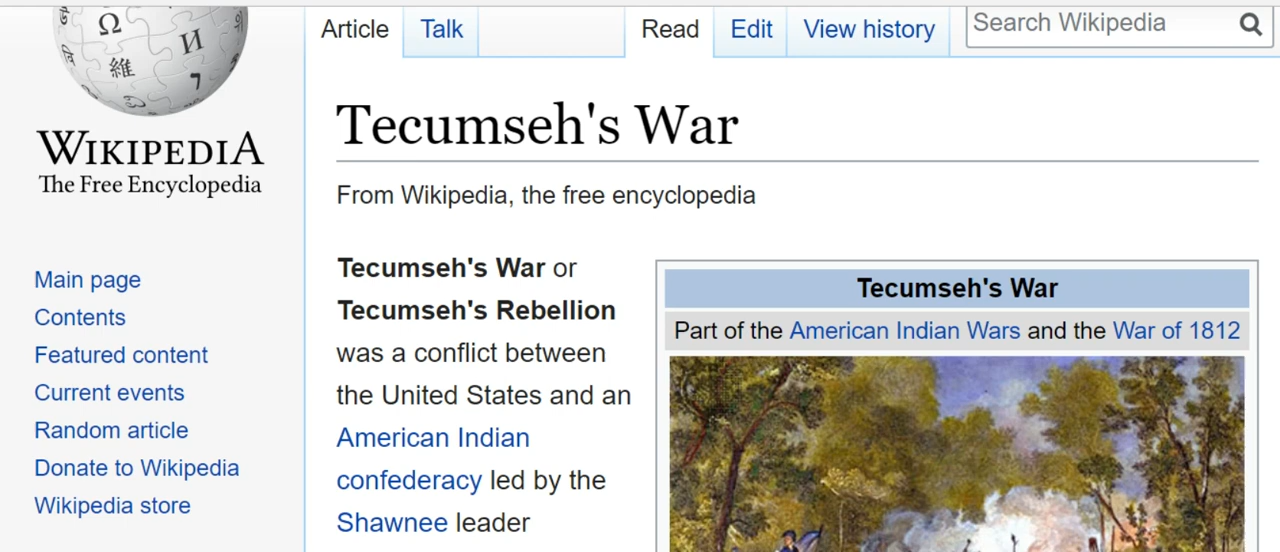 Article Talk Read Edit View history Search Wikipedia
Ω И 維 7
WIKIPEDIA
The Free Encyclopedia
Tecumseh's War
From Wikipedia, the free encyclopedia
Main page
Contents
Featured content
Current events
Random article
Donate to Wikipedia
Wikipedia store
Tecumseh's War or
Tecumseh's Rebellion
was a conflict between
the United States and an
American Indian
confederacy led by the
Shawnee leader
Tecumseh's War
Part of the American Indian Wars and the War of 1812